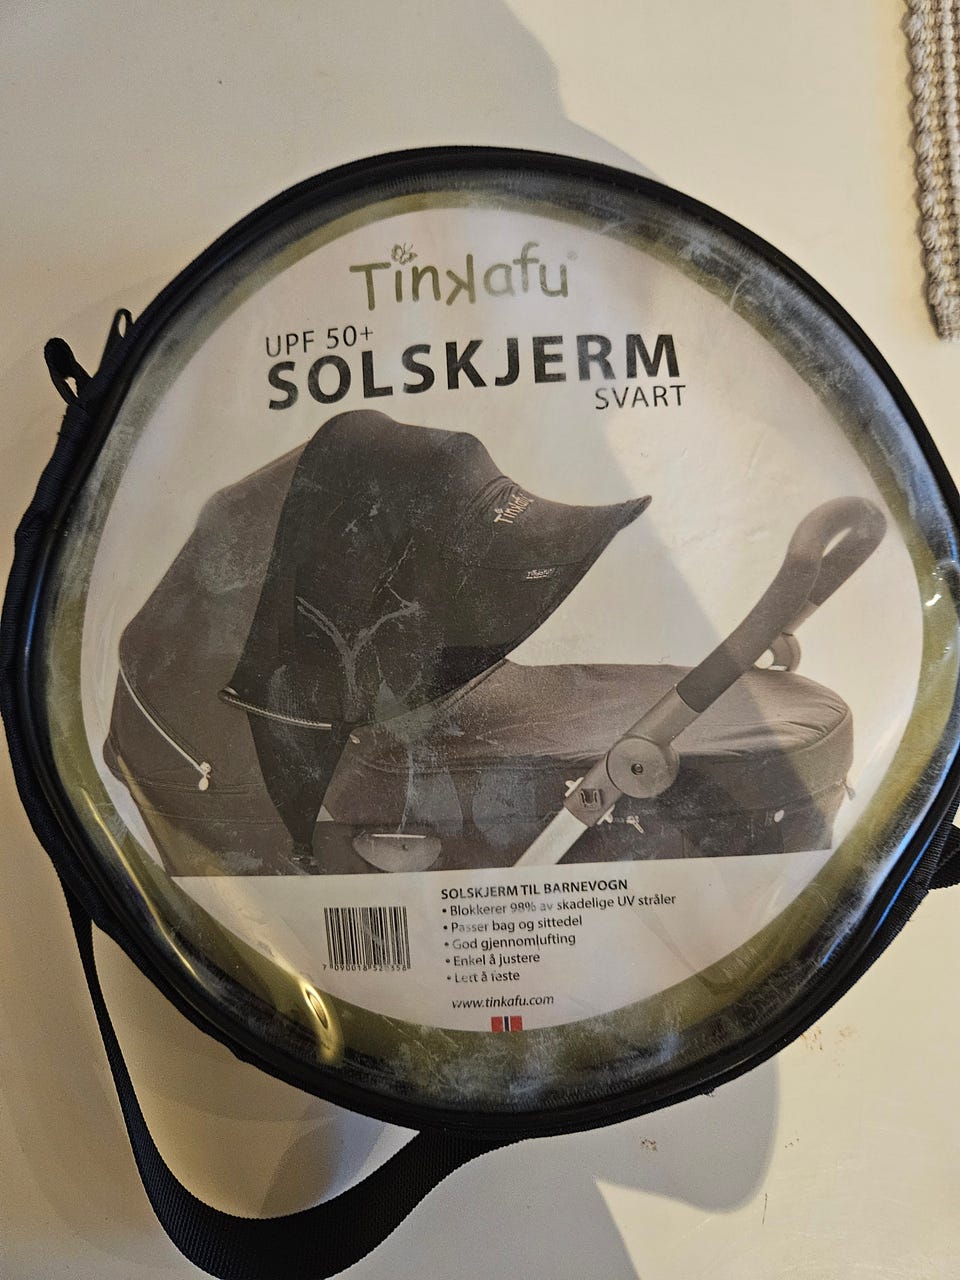 Tinkafu
UPF 50+
SOLSKJERM
SVART
Tinkafu
SOLSKJERM TIL BARNEVOGN
• Blokkerer 98% av skadelige UV stråler
• Passer bag og sittedel
• God gjennomlufting
• Enkel å justere
• Lett å feste
www.tinkafu.com